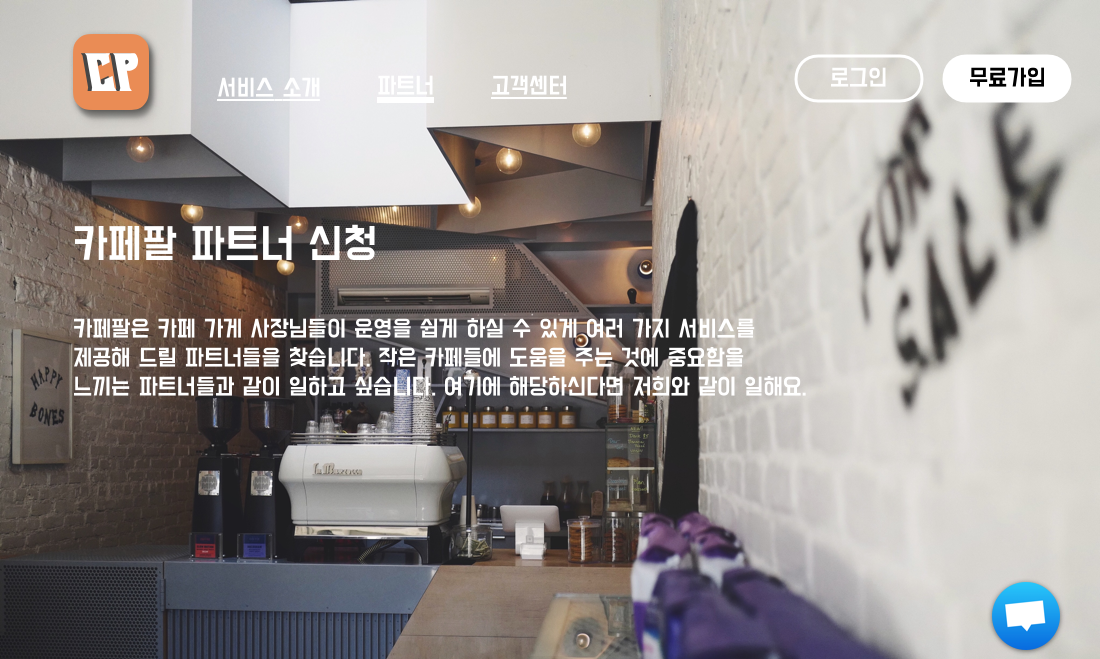 CP
서비스 소개
파트너
고객센터
로그인
무료가입
카페팔 파트너 신청
카페팔은 카페 가게 사장님들이 운영을 쉽게 하실 수 있게 여러 가지 서비스를
제공해 드릴 파트너들을 찾습니다. 작은 카페들에 도움을 주는 것에 중요함을
느끼는 파트너들과 같이 일하고 싶습니다. 여기에 해당하신다면 저희와 같이 일해요.
FOR
SALE
HAPPY
BONES
La Marzocco